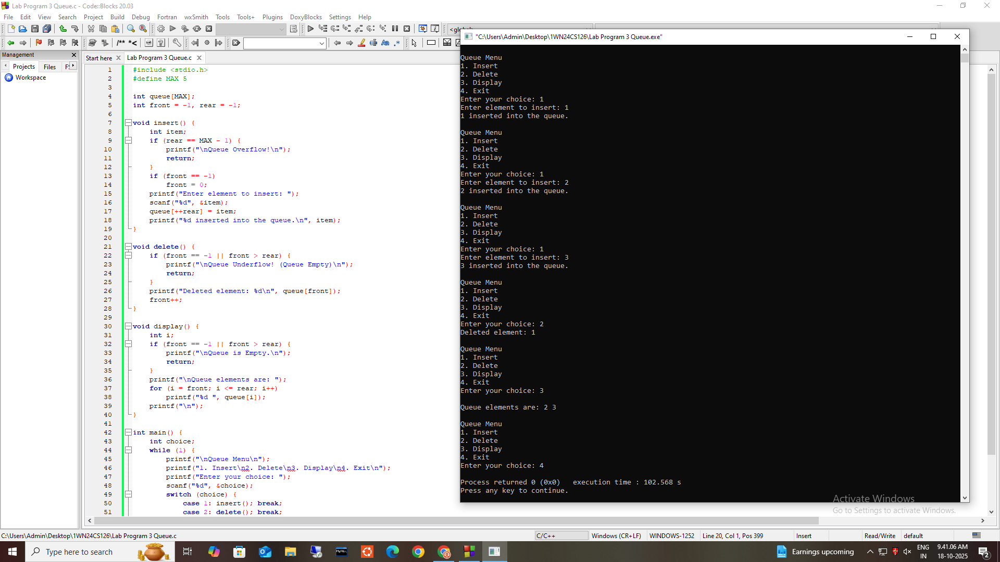 Lab Program 3 Queue.c - Code::Blocks 20.03
File Edit View Search Project Build Debug Fortran wxSmith Tools Tools+ Plugins DoxyBlocks Settings Help
Management
Projects Files
Workspace
Start here Lab Program 3 Queue.c
1 #include <stdio.h>
2 #define MAX 5
3
4 int queue[MAX];
5 int front = -1, rear = -1;
6
7 void insert() {
8 int item;
9 if (rear == MAX - 1) {
10 printf("\nQueue Overflow!\n");
11 return;
12 }
13 if (front == -1)
14 front = 0;
15 printf("Enter element to insert: ");
16 scanf("%d", &item);
17 queue[++rear] = item;
18 printf("%d inserted into the queue.\n", item);
19 }
20
21 void delete() {
22 if (front == -1 || front > rear) {
23 printf("\nQueue Underflow! (Queue Empty)\n");
24 return;
25 }
26 printf("Deleted element: %d\n", queue[front]);
27 front++;
28 }
29
30 void display() {
31 int i;
32 if (front == -1 || front > rear) {
33 printf("\nQueue is Empty.\n");
34 return;
35 }
36 printf("\nQueue elements are: ");
37 for (i = front; i <= rear; i++)
38 printf("%d ", queue[i]);
39 printf("\n");
40 }
41
42 int main() {
43 int choice;
44 while (1) {
45 printf("\nQueue Menu\n");
46 printf("1. Insert\n2. Delete\n3. Display\n4. Exit\n");
47 printf("Enter your choice: ");
48 scanf("%d", &choice);
49 switch (choice) {
50 case 1: insert(); break;
51 case 2: delete(); break;
"C:\Users\Admin\Desktop\1WN24CS126\Lab Program 3 Queue.exe"
Queue Menu
1. Insert
2. Delete
3. Display
4. Exit
Enter your choice: 1
Enter element to insert: 1
1 inserted into the queue.
Queue Menu
1. Insert
2. Delete
3. Display
4. Exit
Enter your choice: 1
Enter element to insert: 2
2 inserted into the queue.
Queue Menu
1. Insert
2. Delete
3. Display
4. Exit
Enter your choice: 1
Enter element to insert: 3
3 inserted into the queue.
Queue Menu
1. Insert
2. Delete
3. Display
4. Exit
Enter your choice: 2
Deleted element: 1
Queue Menu
1. Insert
2. Delete
3. Display
4. Exit
Enter your choice: 3
Queue elements are: 2 3
Queue Menu
1. Insert
2. Delete
3. Display
4. Exit
Enter your choice: 4
Process returned 0 (0x0) execution time : 102.568 s
Press any key to continue.
Activate Windows
Go to Settings to activate Windows.
C:\Users\Admin\Desktop\1WN24CS126\Lab Program 3 Queue.c C/C++ Windows (CR+LF) WINDOWS-1252 Line 20, Col 1, Pos 399 Insert Read/Write default
Type here to search
Earnings upcoming
ENG
IN
9.41.06 AM
18-10-2025
2